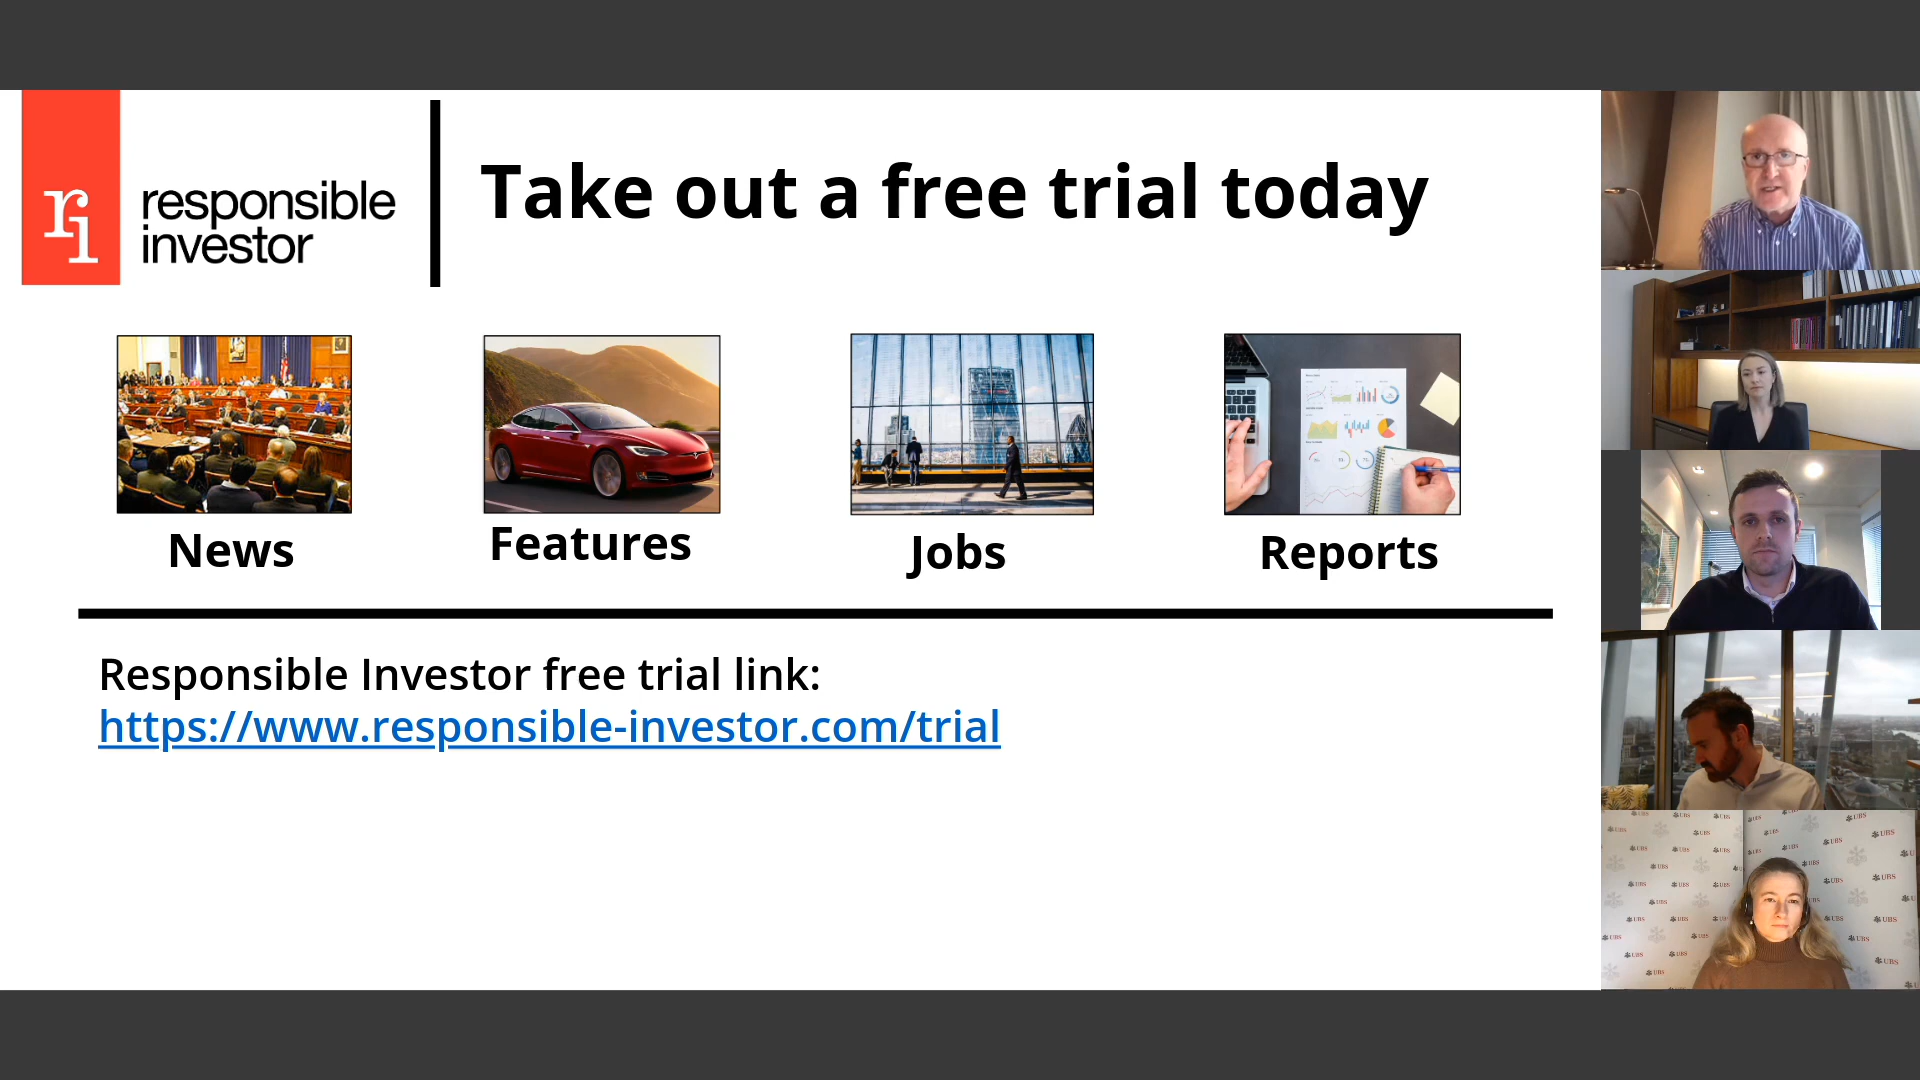 ri
responsible
investor
Take out a free trial today
News
Features
Jobs
Reports
Responsible Investor free trial link:
https://www.responsible-investor.com/trial
UBS